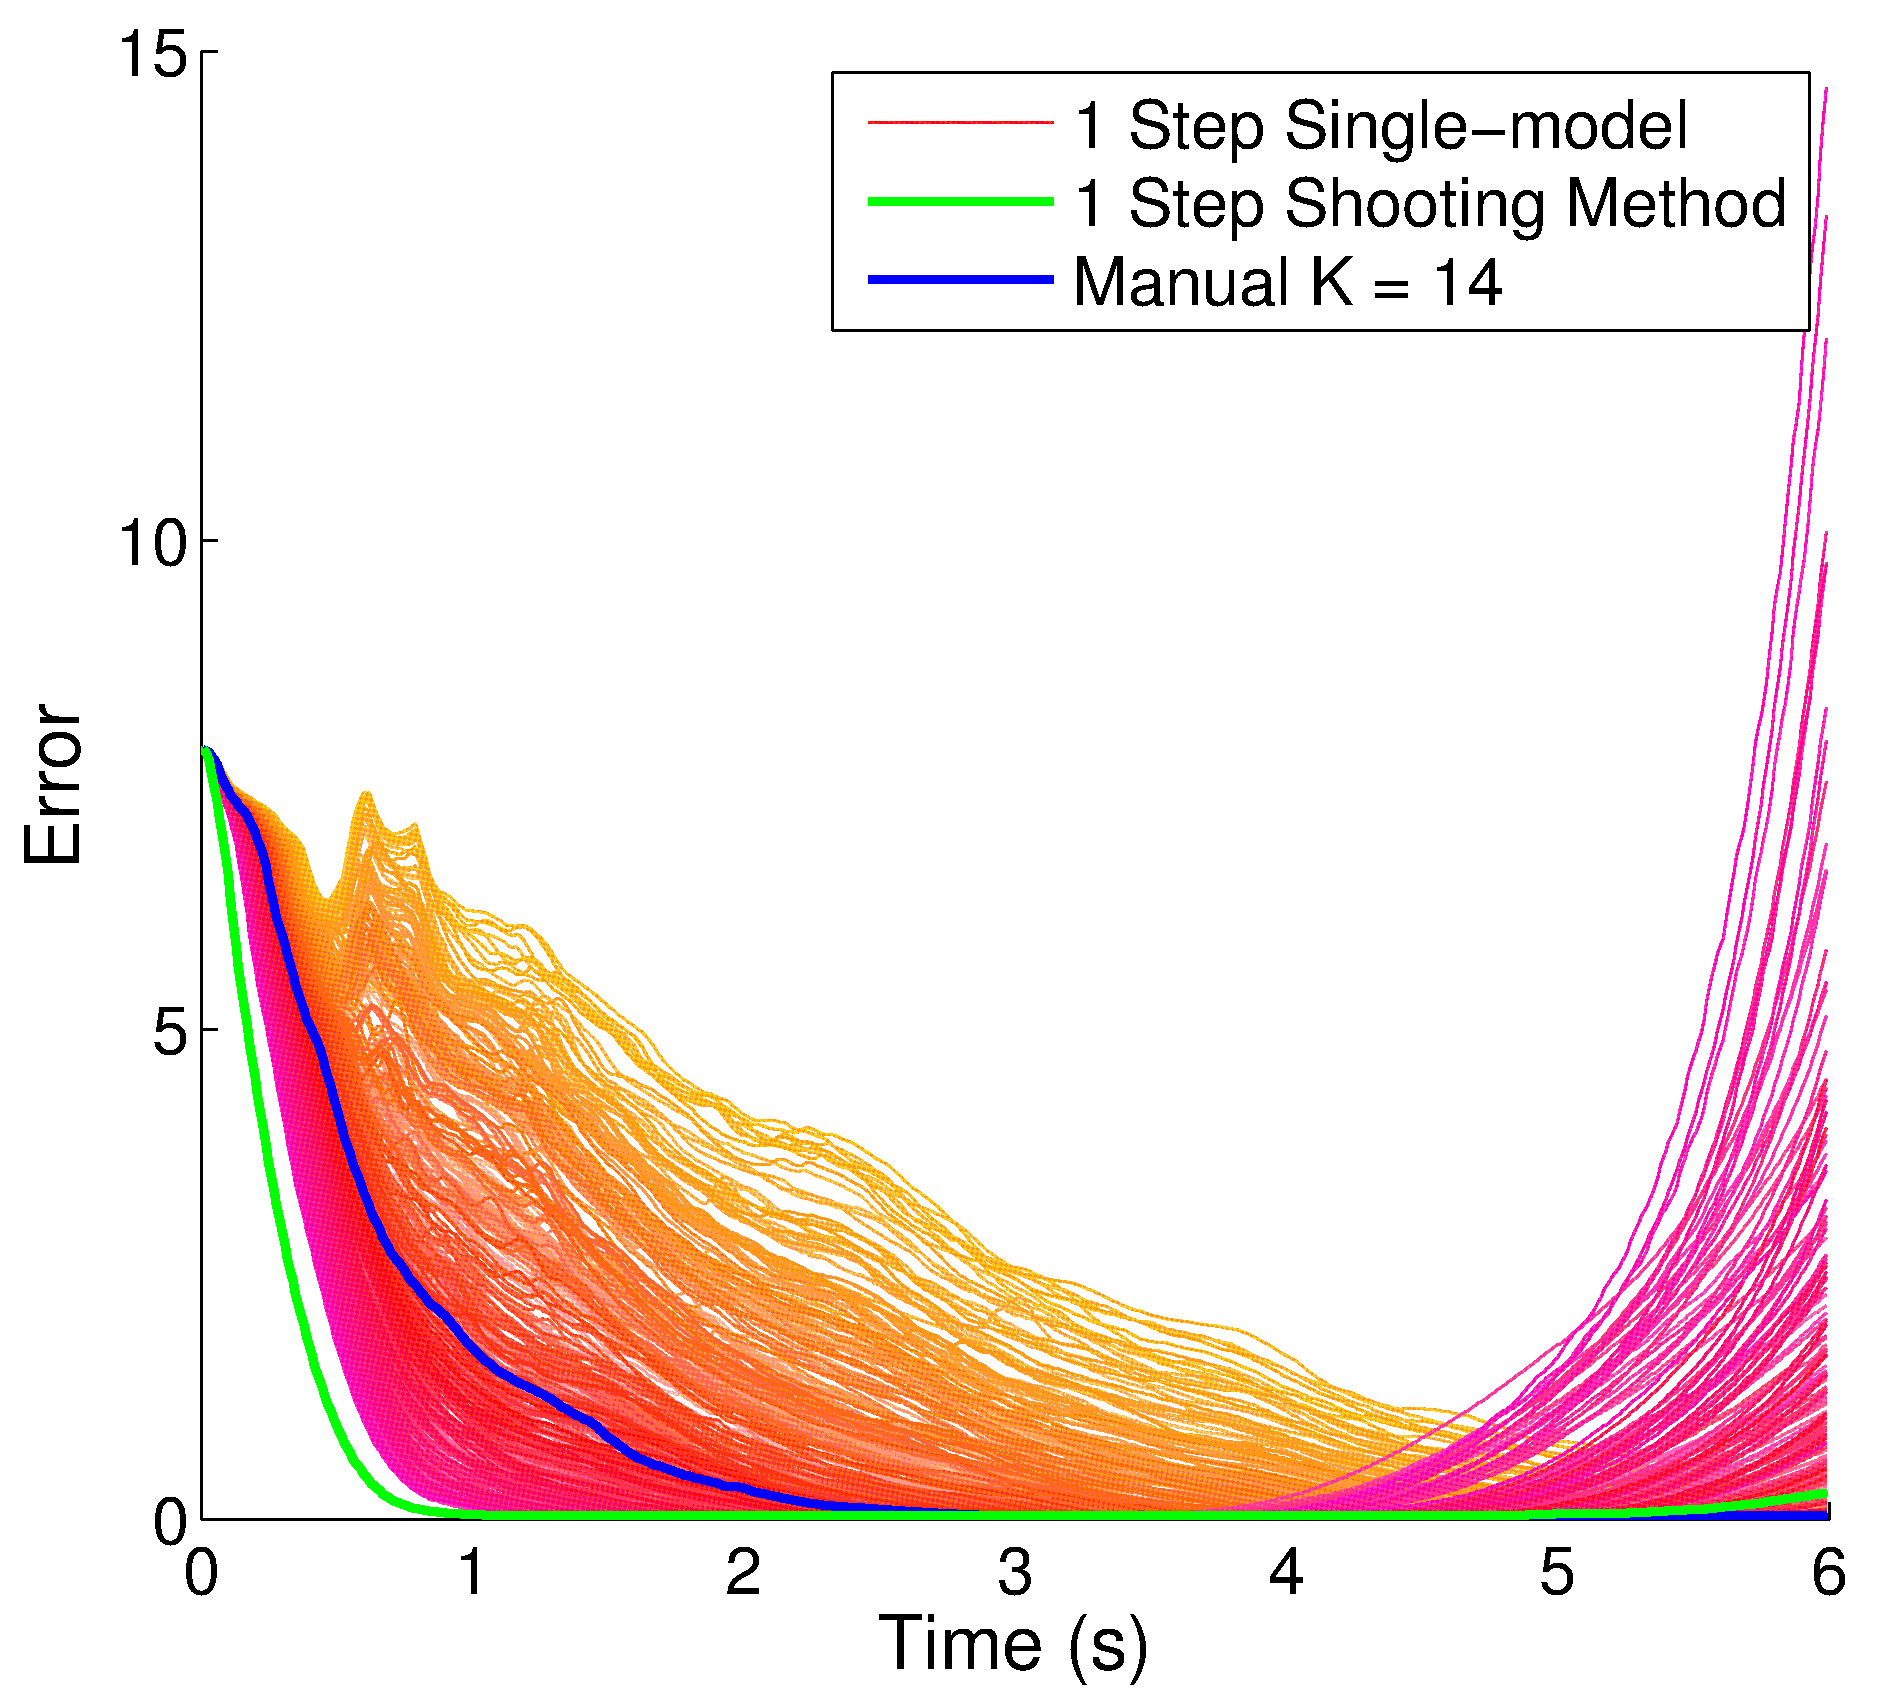 15
10
5
0
Error
1 Step Single−model
1 Step Shooting Method
Manual K = 14
0 1 2 3 4 5 6
Time (s)